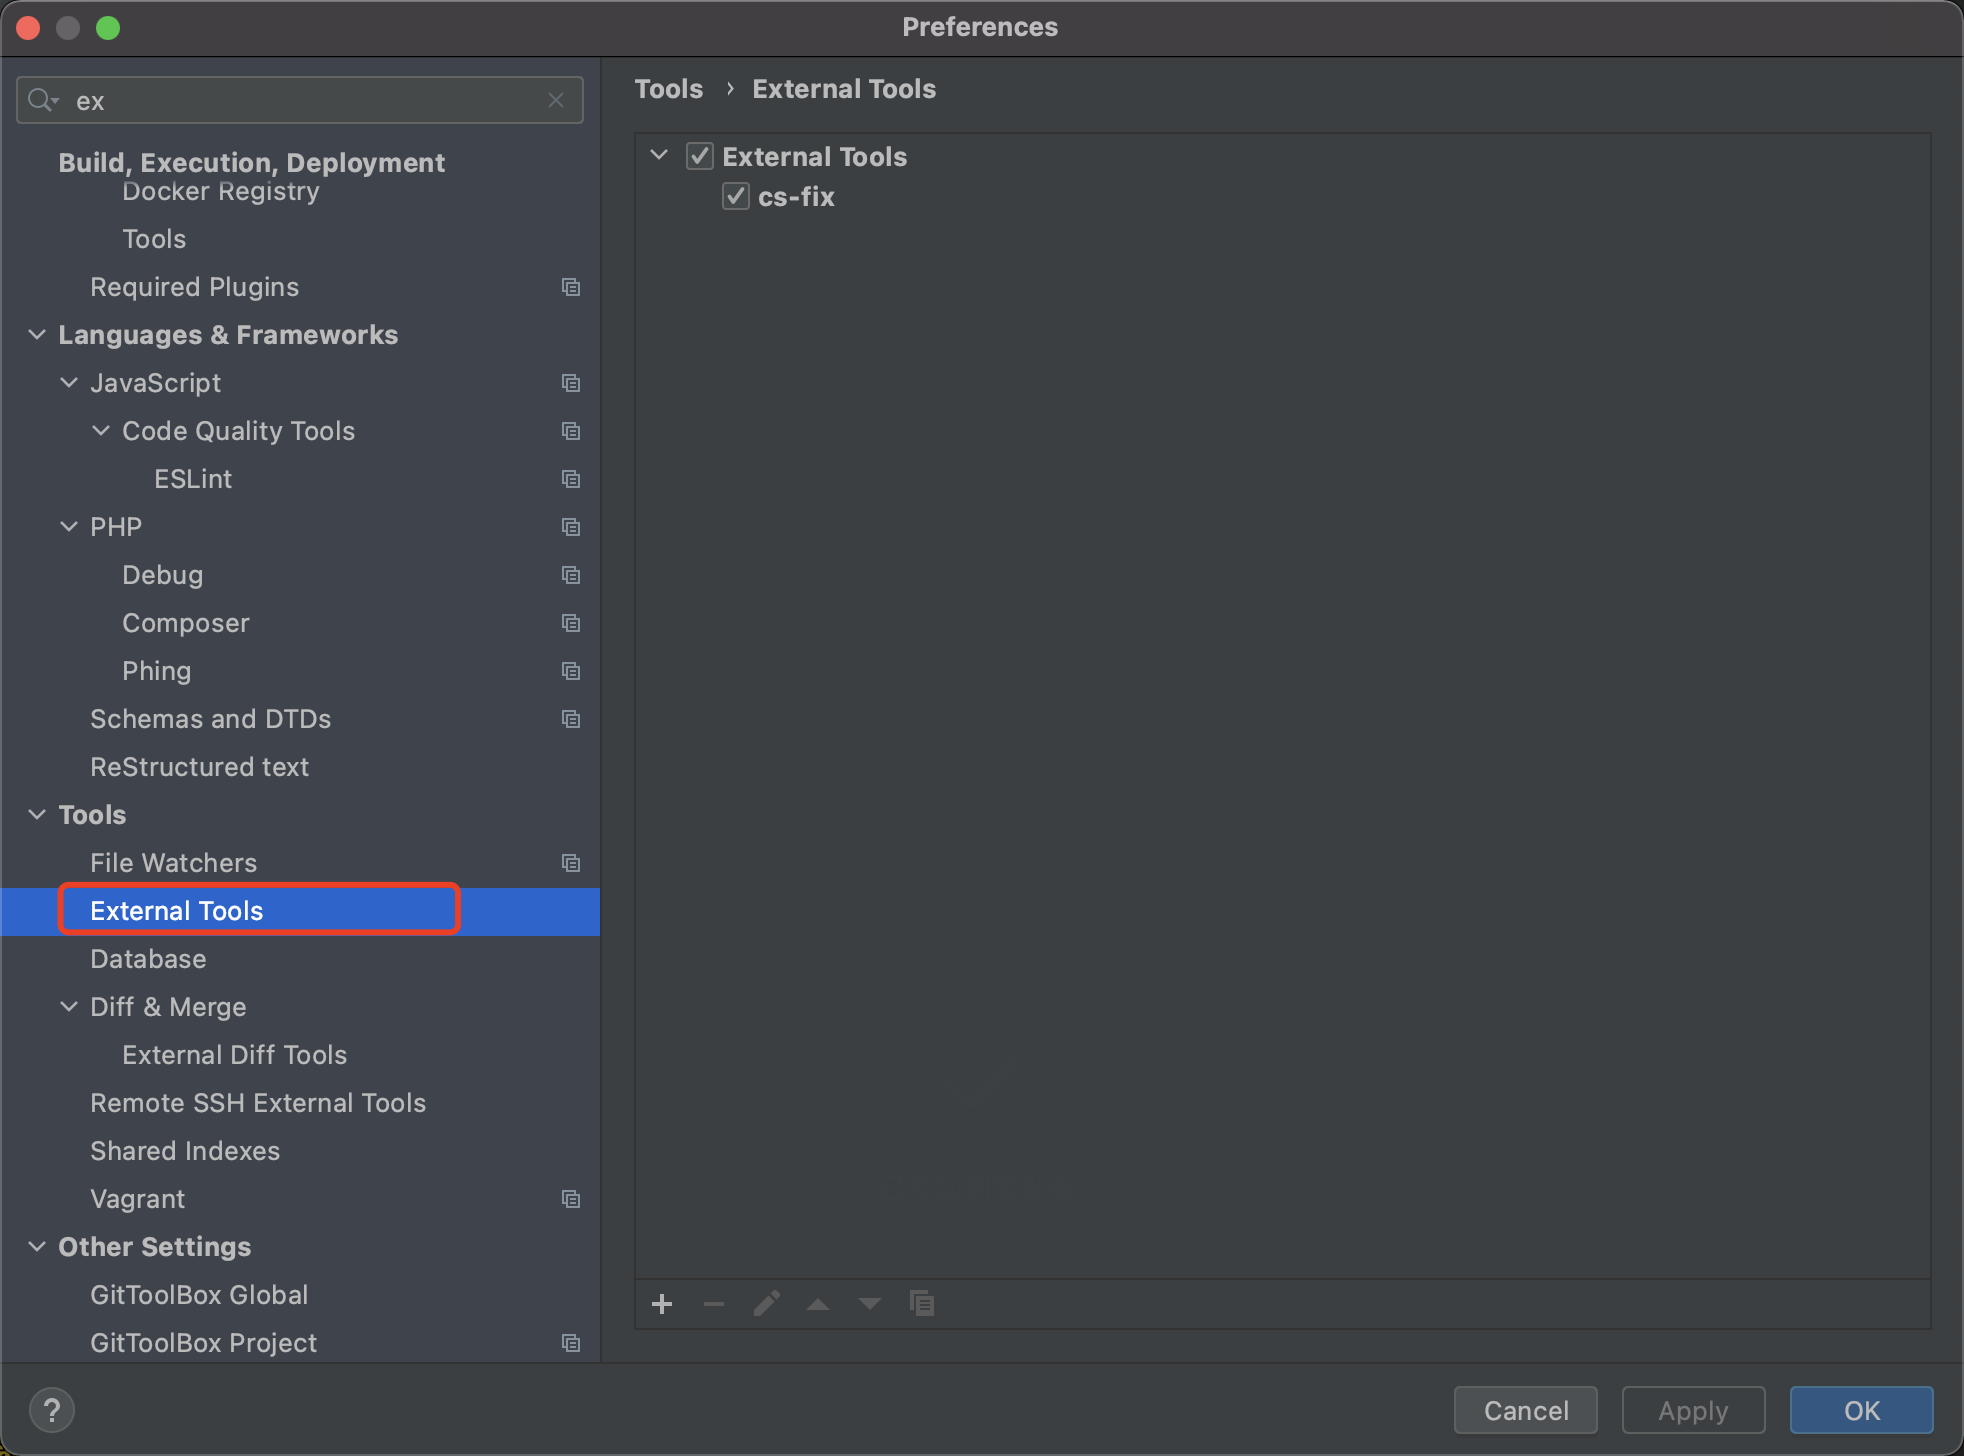 Preferences
ex
Build, Execution, Deployment
Docker Registry
Tools
Required Plugins
Languages & Frameworks
JavaScript
Code Quality Tools
ESLint
PHP
Debug
Composer
Phing
Schemas and DTDs
ReStructured text
Tools
File Watchers
External Tools
Database
Diff & Merge
External Diff Tools
Remote SSH External Tools
Shared Indexes
Vagrant
Other Settings
GitToolBox Global
GitToolBox Project
Tools › External Tools
External Tools
cs-fix
?
Cancel
Apply
OK